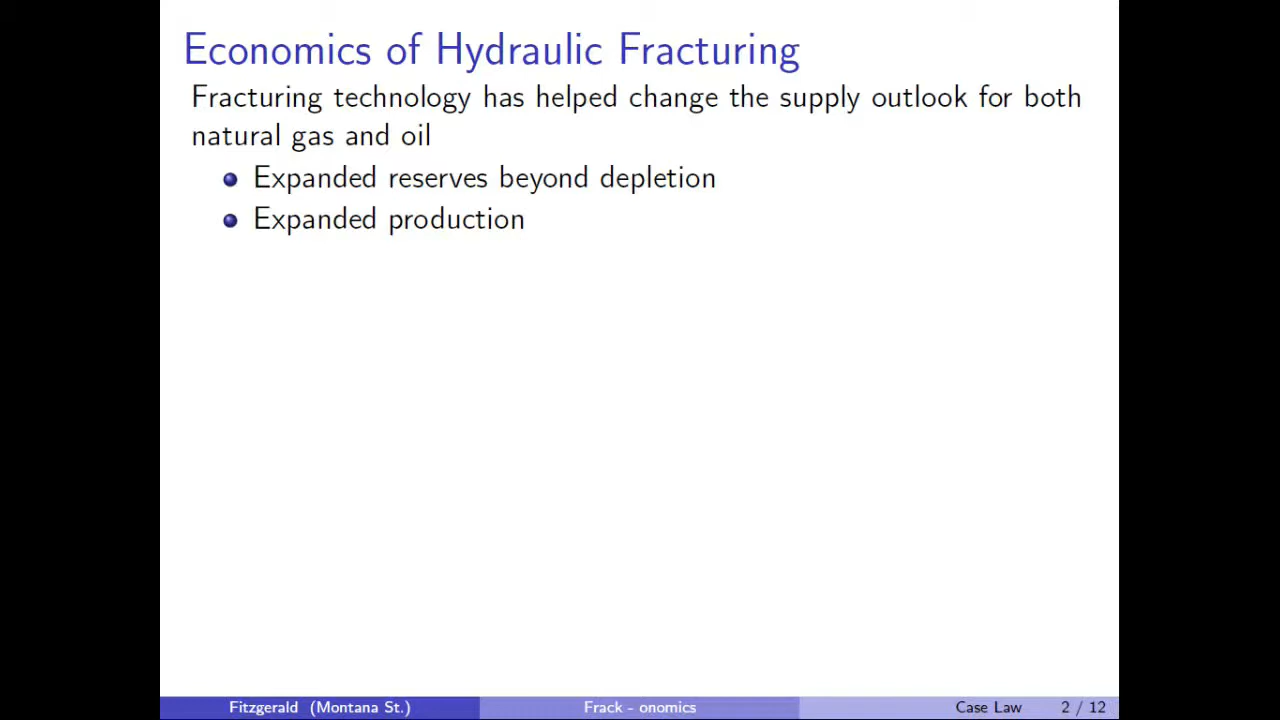 Economics of Hydraulic Fracturing
Fracturing technology has helped change the supply outlook for both
natural gas and oil
Expanded reserves beyond depletion
Expanded production
Fitzgerald (Montana St.) Frack - onomics Case Law 2 / 12